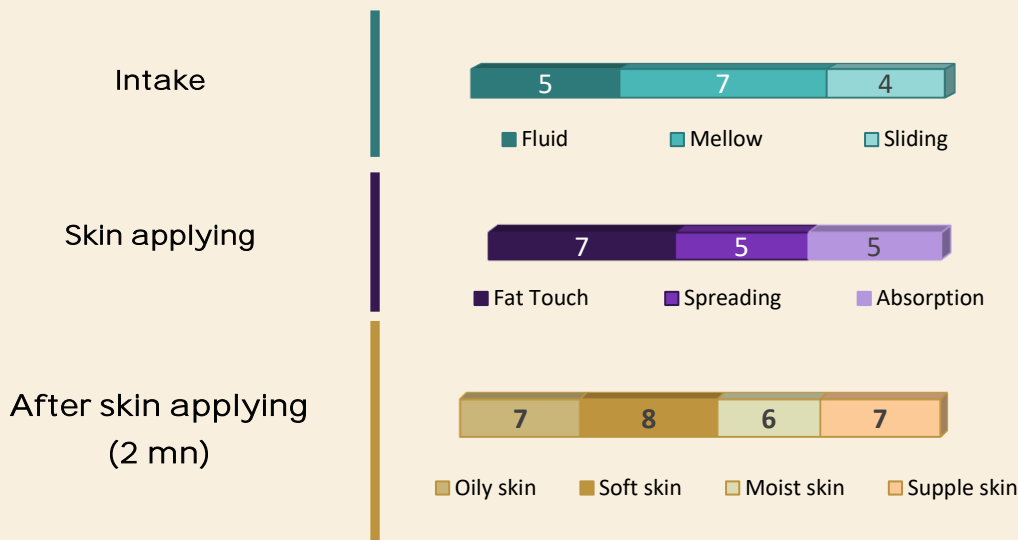 Intake
5 7 4
Fluid Mellow Sliding
Skin applying
7 5 5
Fat Touch Spreading Absorption
After skin applying
(2 mn)
7 8 6 7
Oily skin Soft skin Moist skin Supple skin